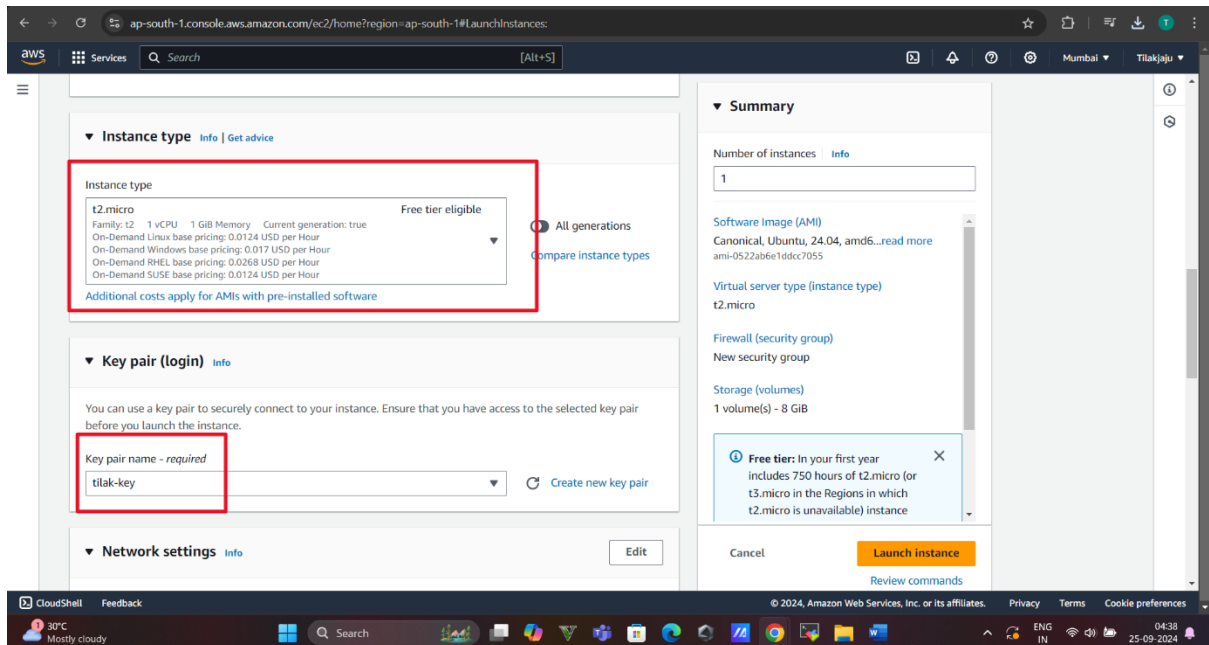 ap-south-1.console.aws.amazon.com/ec2/home?region=ap-south-1#LaunchInstances:
aws
Services
Search
[Alt+S]
Mumbai
Tilakjaju
Instance type Info | Get advice
Instance type
t2.micro Free tier eligible
Family: t2 1 vCPU 1 GiB Memory Current generation: true
On-Demand Linux base pricing: 0.0124 USD per Hour
On-Demand Windows base pricing: 0.017 USD per Hour
On-Demand RHEL base pricing: 0.0268 USD per Hour
On-Demand SUSE base pricing: 0.0124 USD per Hour
All generations
Compare instance types
Additional costs apply for AMIs with pre-installed software
Key pair (login) Info
You can use a key pair to securely connect to your instance. Ensure that you have access to the selected key pair
before you launch the instance.
Key pair name - required
tilak-key
Create new key pair
Network settings Info
Edit
Summary
Number of instances Info
1
Software Image (AMI)
Canonical, Ubuntu, 24.04, amd6...read more
ami-0522ab6e1ddcc7055
Virtual server type (instance type)
t2.micro
Firewall (security group)
New security group
Storage (volumes)
1 volume(s) - 8 GiB
Free tier: In your first year
includes 750 hours of t2.micro (or
t3.micro in the Regions in which
t2.micro is unavailable) instance
Cancel
Launch instance
Review commands
CloudShell Feedback
© 2024, Amazon Web Services, Inc. or its affiliates. Privacy Terms Cookie preferences
1
30°C
Mostly cloudy
Search
ENG
IN
04:38
25-09-2024